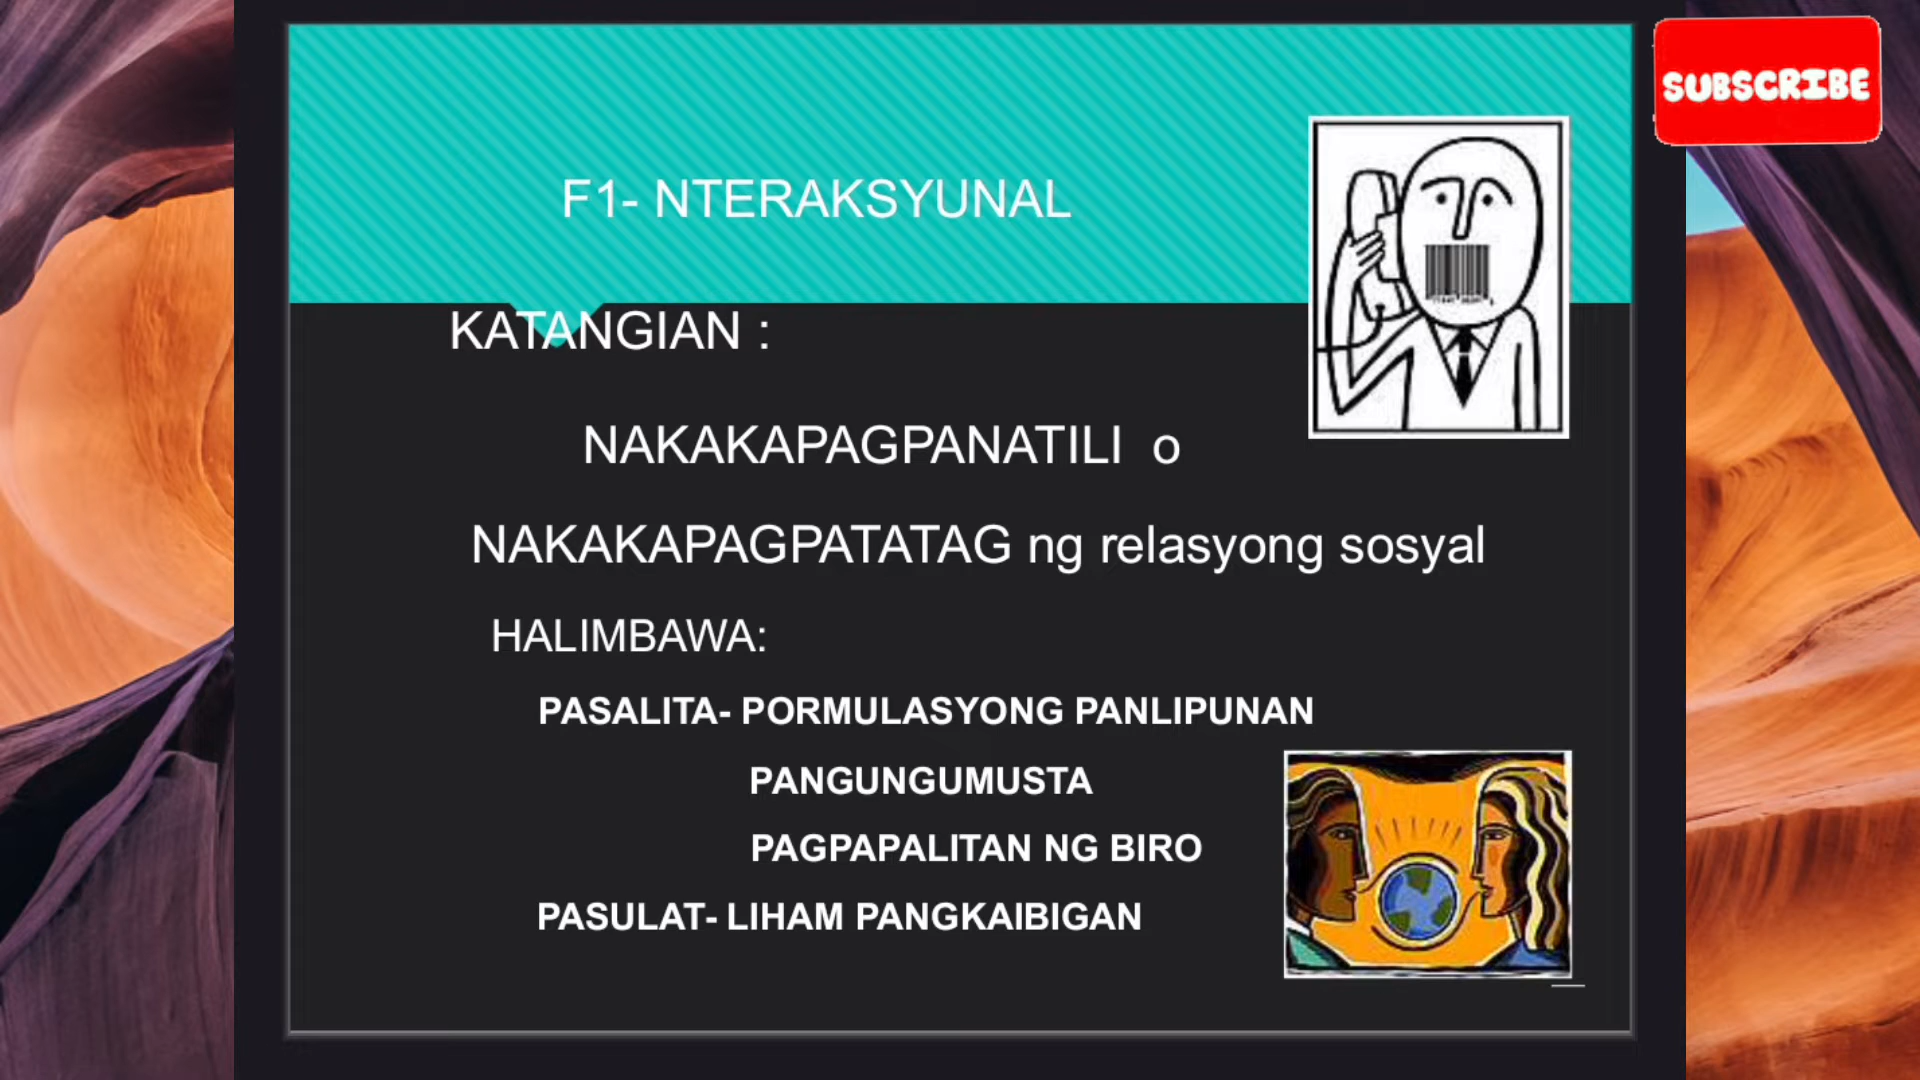 SUBSCRIBE
F1- NTERAKSYUNAL
KATANGIAN :
NAKAKAPAGPANATILI o
NAKAKAPAGPATATAG ng relasyong sosyal
HALIMBAWA:
PASALITA- PORMULASYONG PANLIPUNAN
PANGUNGUMUSTA
PAGPAPALITAN NG BIRO
PASULAT- LIHAM PANGKAIBIGAN